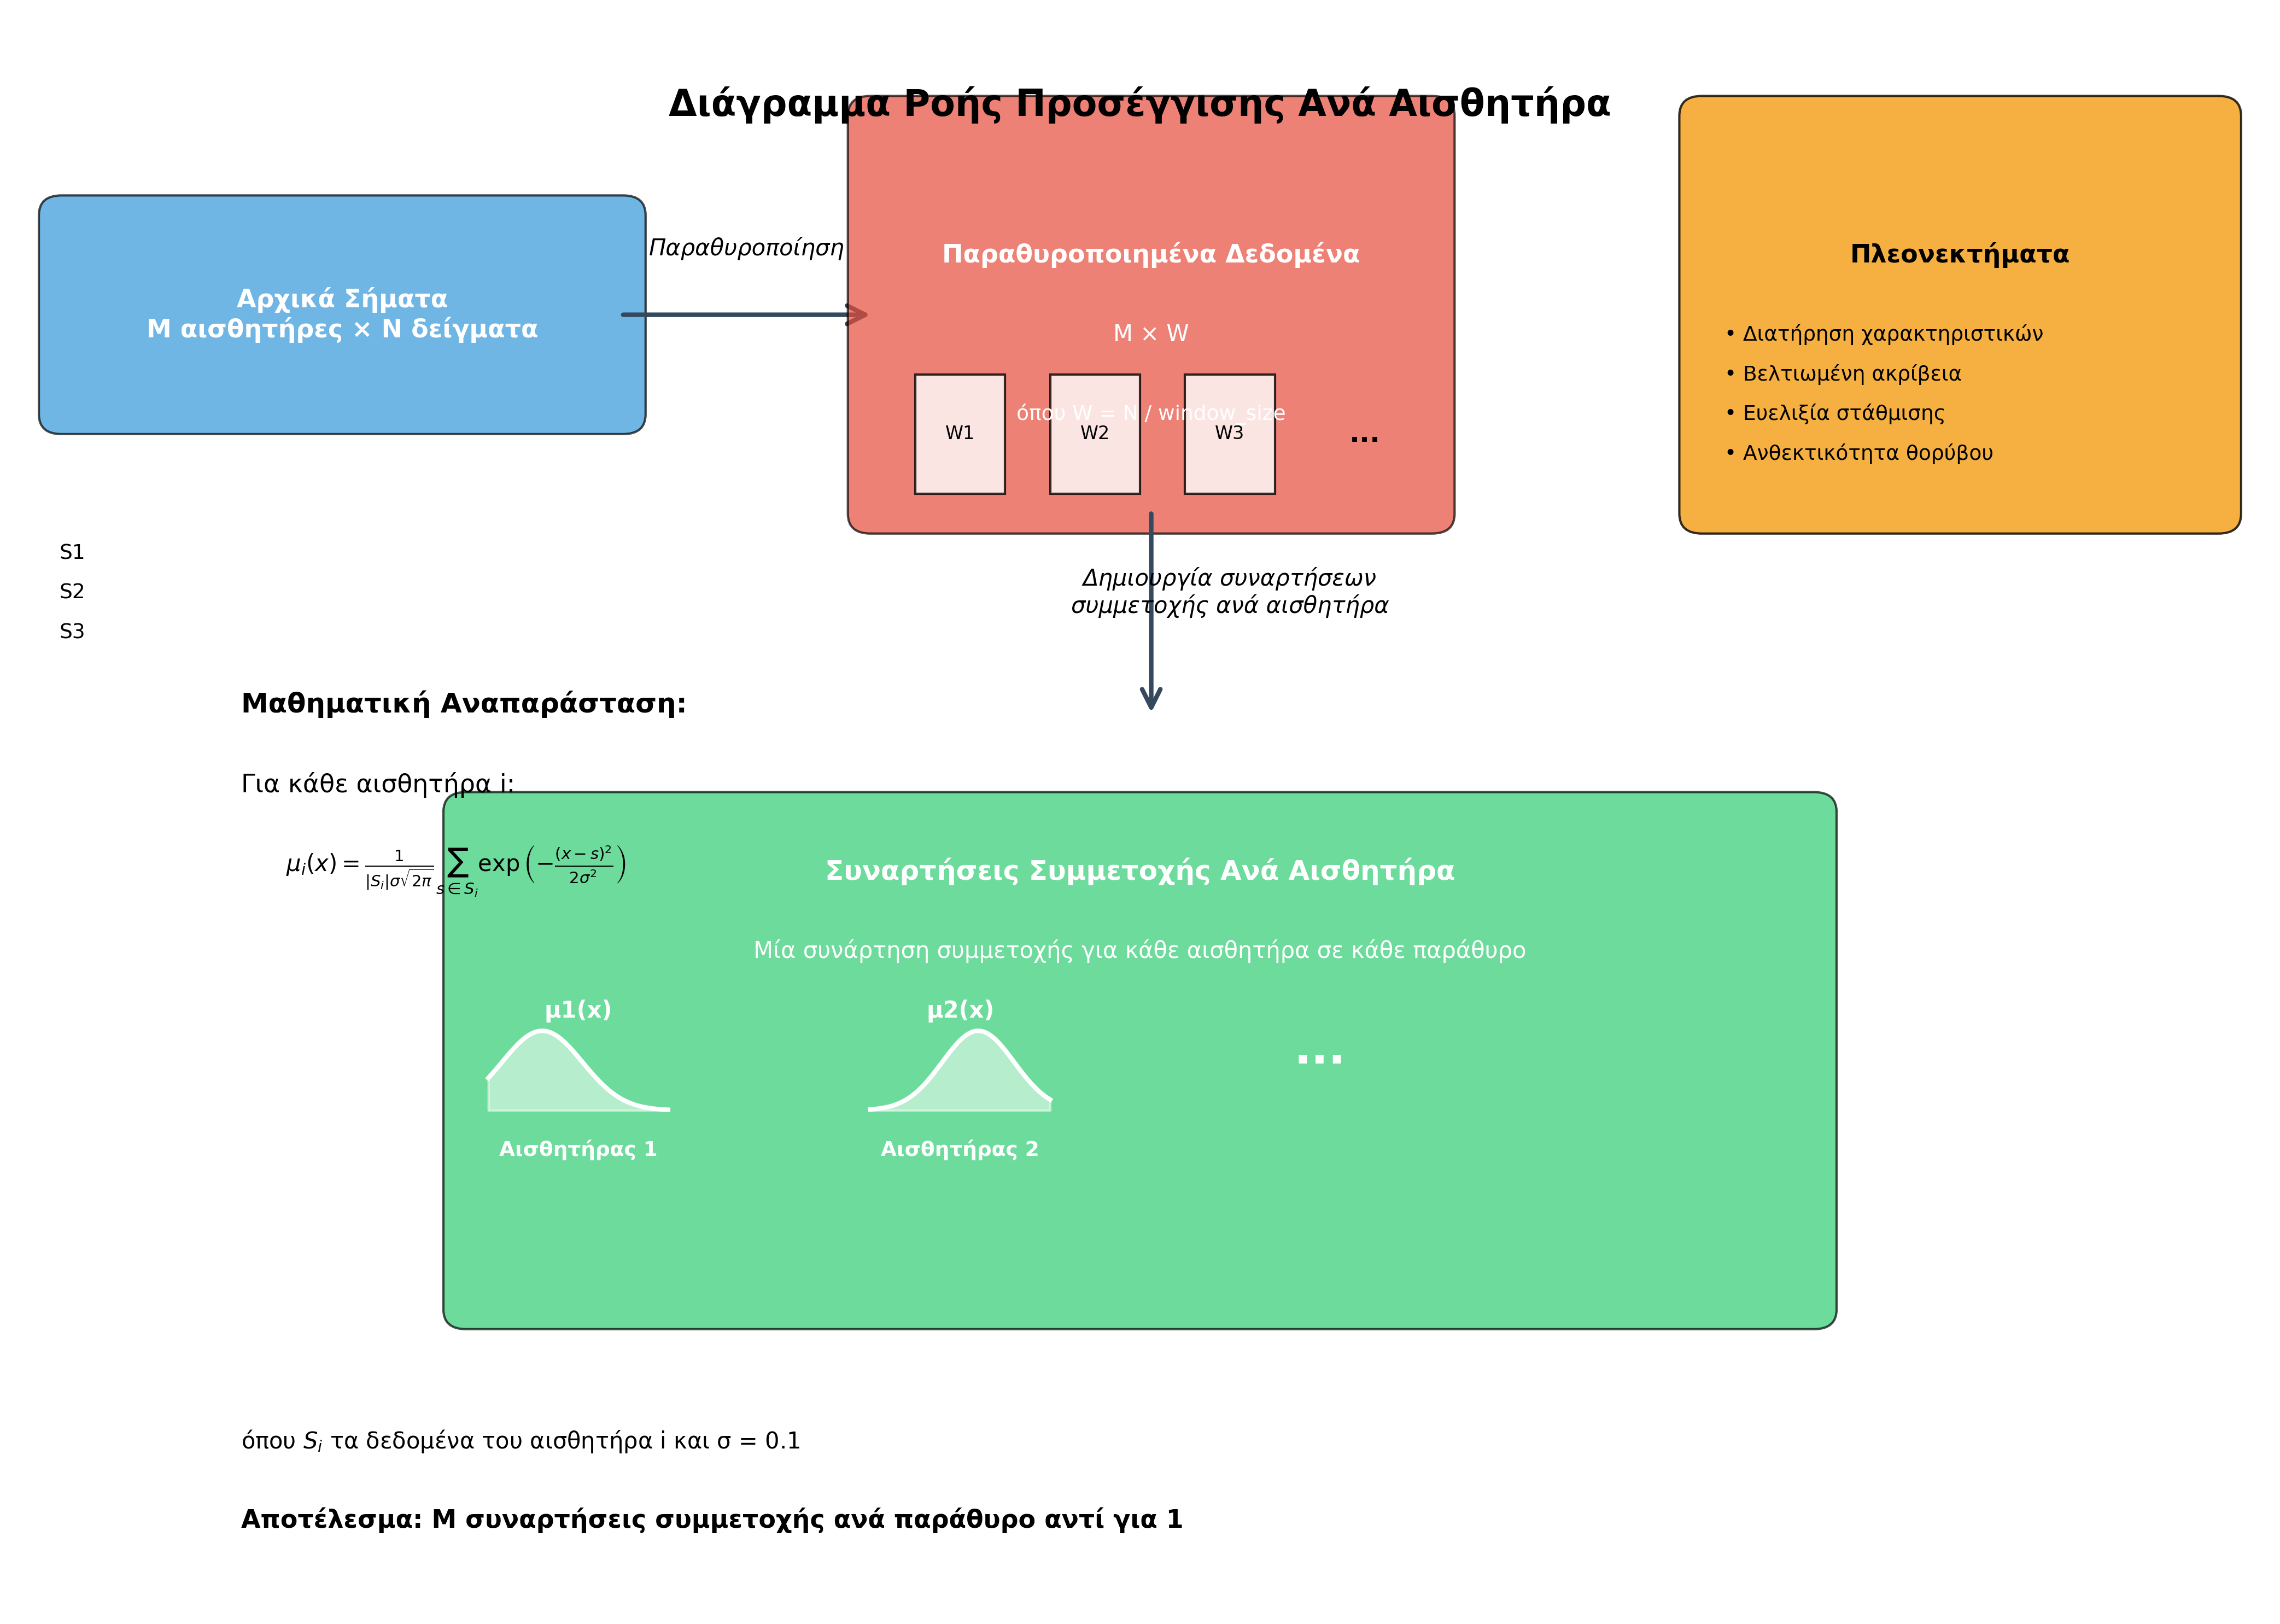 Διάγραμμα Ροής Προσέγγισης Ανά Αισθητήρα
Αρχικά Σήματα
M αισθητήρες × N δείγματα
Παραθυροποίηση
Παραθυροποιημένα Δεδομένα
M × W
όπου W = N / window_size
W1
W2
W3
...
Πλεονεκτήματα
• Διατήρηση χαρακτηριστικών
• Βελτιωμένη ακρίβεια
• Ευελιξία στάθμισης
• Ανθεκτικότητα θορύβου
S1
S2
S3
Δημιουργία συναρτήσεων
συμμετοχής ανά αισθητήρα
Μαθηματική Αναπαράσταση:
Για κάθε αισθητήρα i:
$\mu_i(x) = \frac{1}{|S_i|\sigma\sqrt{2\pi}} \sum_{s \in S_i} \exp\left(-\frac{(x-s)^2}{2\sigma^2}\right)$
Συναρτήσεις Συμμετοχής Ανά Αισθητήρα
Μία συνάρτηση συμμετοχής για κάθε αισθητήρα σε κάθε παράθυρο
μ1(x)
μ2(x)
...
Αισθητήρας 1
Αισθητήρας 2
όπου $S_i$ τα δεδομένα του αισθητήρα i και σ = 0.1
Αποτέλεσμα: M συναρτήσεις συμμετοχής ανά παράθυρο αντί για 1